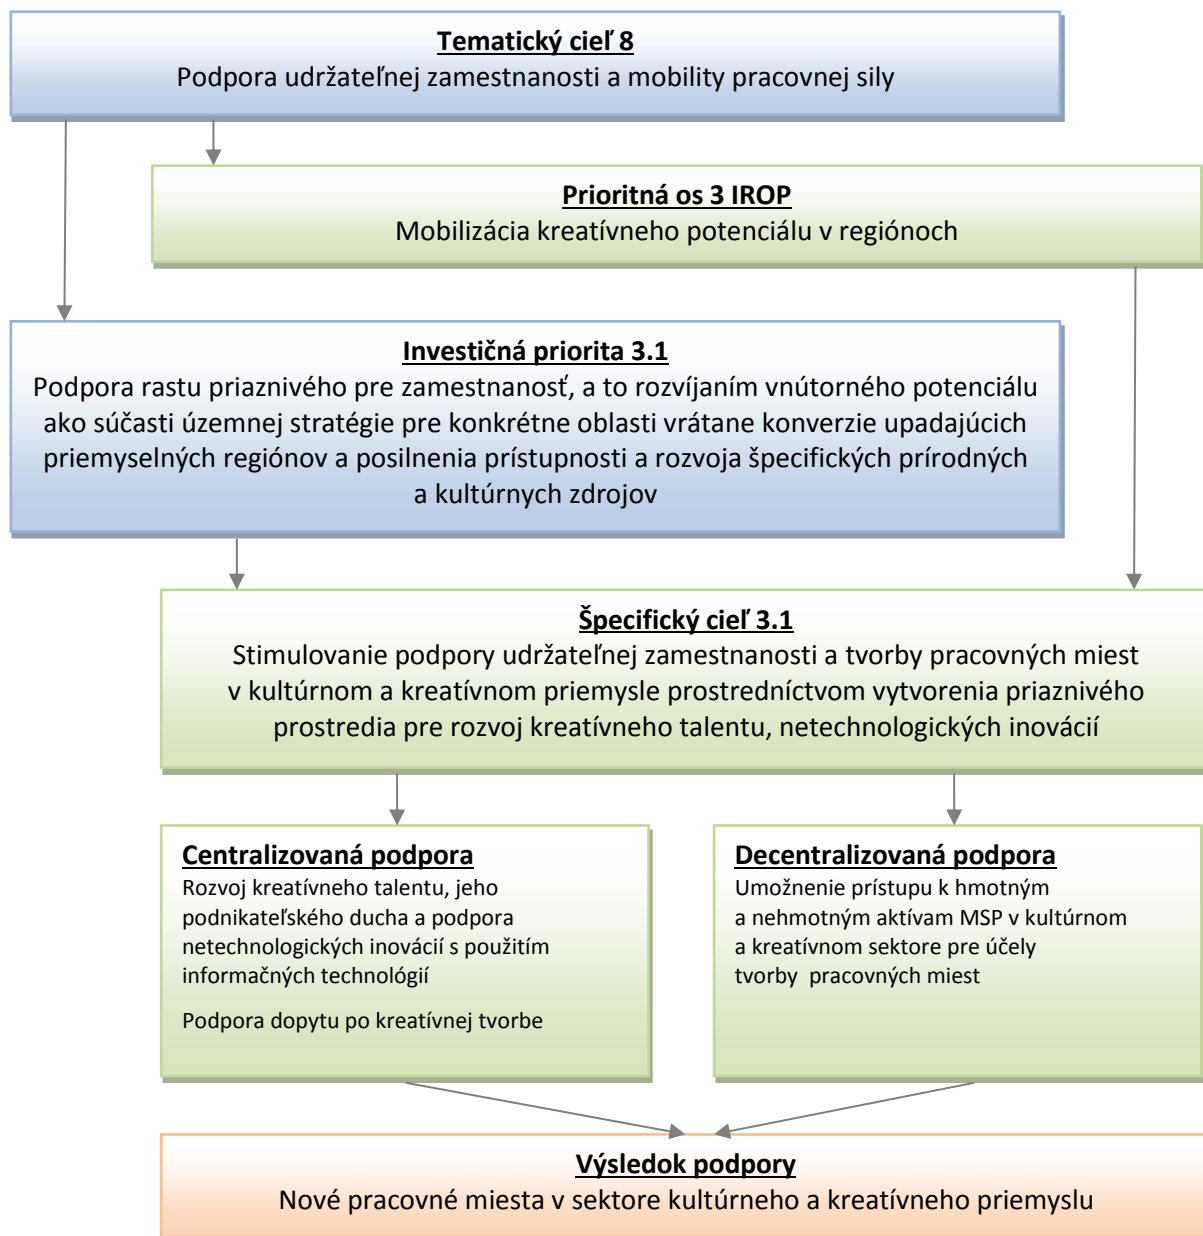 Tematický cieľ 8
Podpora udržateľnej zamestnanosti a mobility pracovnej sily
Prioritná os 3 IROP
Mobilizácia kreatívneho potenciálu v regiónoch
Investičná priorita 3.1
Podpora rastu priaznivého pre zamestnanosť, a to rozvíjaním vnútorného potenciálu
ako súčasti územnej stratégie pre konkrétne oblasti vrátane konverzie upadajúcich
priemyselných regiónov a posilnenia prístupnosti a rozvoja špecifických prírodných
a kultúrnych zdrojov
Špecifický cieľ 3.1
Stimulovanie podpory udržateľnej zamestnanosti a tvorby pracovných miest
v kultúrnom a kreatívnom priemysle prostredníctvom vytvorenia priaznivého
prostredia pre rozvoj kreatívneho talentu, netechnologických inovácií
Centralizovaná podpora
Rozvoj kreatívneho talentu, jeho
podnikateľského ducha a podpora
netechnologických inovácií s použitím
informačných technológií
Podpora dopytu po kreatívnej tvorbe
Decentralizovaná podpora
Umožnenie prístupu k hmotným
a nehmotným aktívam MSP v kultúrnom
a kreatívnom sektore pre účely
tvorby pracovných miest
Výsledok podpory
Nové pracovné miesta v sektore kultúrneho a kreatívneho priemyslu